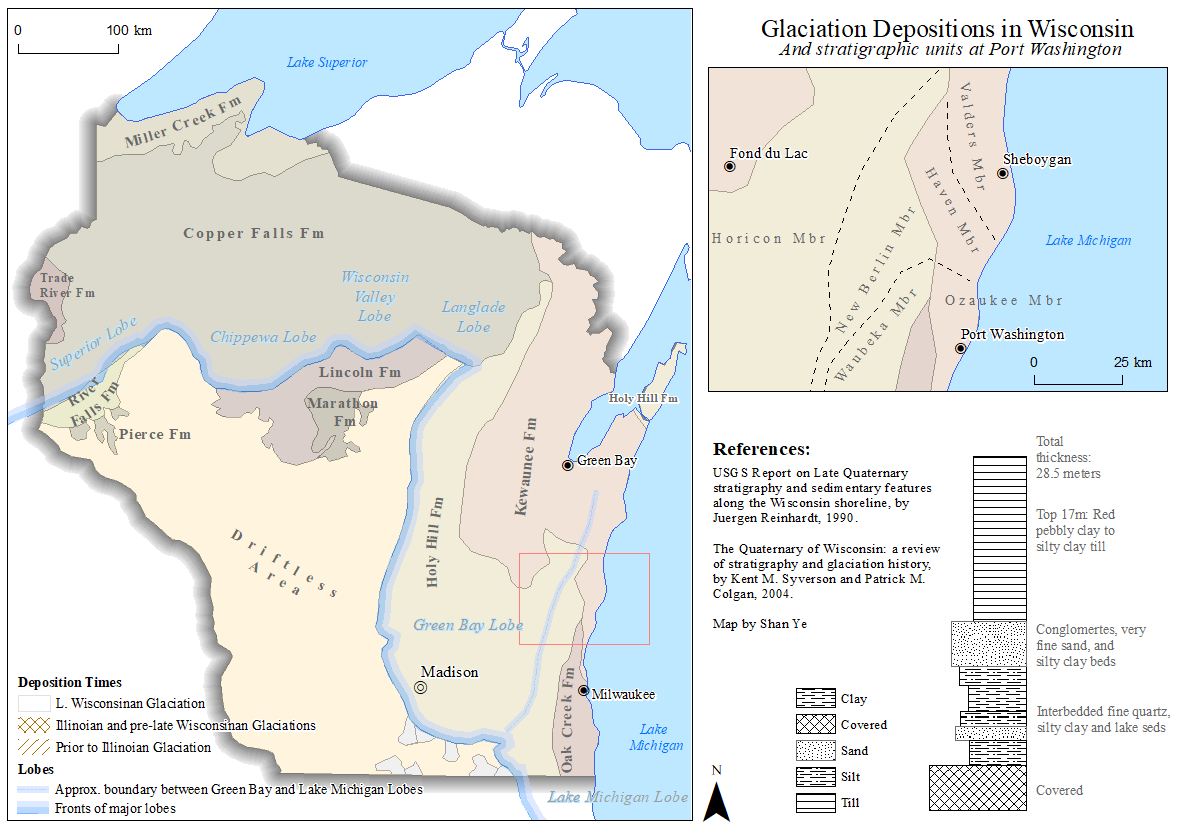 0 100 km
Lake Superior
Miller Creek Fm
Copper Falls Fm
Trade
River Fm
Wisconsin
Valley
Lobe
Langlade
Lobe
Superior Lobe
Chippewa Lobe
Lincoln Fm
River
Falls Fm
Marathon
Fm
Pierce Fm
Holy Hill Fm
Kewaunee Fm
Green Bay
Driftless
Area
Holy Hill Fm
Green Bay Lobe
Madison
Oak Creek Fm
Milwaukee
Lake
Michigan
Lake Michigan Lobe
Deposition Times
L. Wisconsinan Glaciation
Illinoian and pre-late Wisconsinan Glaciations
Prior to Illinoian Glaciation
Lobes
Approx. boundary between Green Bay and Lake Michigan Lobes
Fronts of major lobes
Glaciation Depositions in Wisconsin
And stratigraphic units at Port Washington
Fond du Lac
Valders Mbr
Sheboygan
Haven Mbr
Horicon Mbr
New Berlin Mbr
Lake Michigan
Waubeka Mbr
Ozaukee Mbr
Port Washington
0 25 km
References:
USGS Report on Late Quaternary
stratigraphy and sedimentary features
along the Wisconsin shoreline, by
Juergen Reinhardt, 1990.
The Quaternary of Wisconsin: a review
of stratigraphy and glaciation history,
by Kent M. Syverson and Patrick M.
Colgan, 2004.
Map by Shan Ye
Clay
Covered
Sand
Silt
Till
N
Total
thickness:
28.5 meters
Top 17m: Red
pebbly clay to
silty clay till
Conglomertes, very
fine sand, and
silty clay beds
Interbedded fine quartz,
silty clay and lake seds
Covered